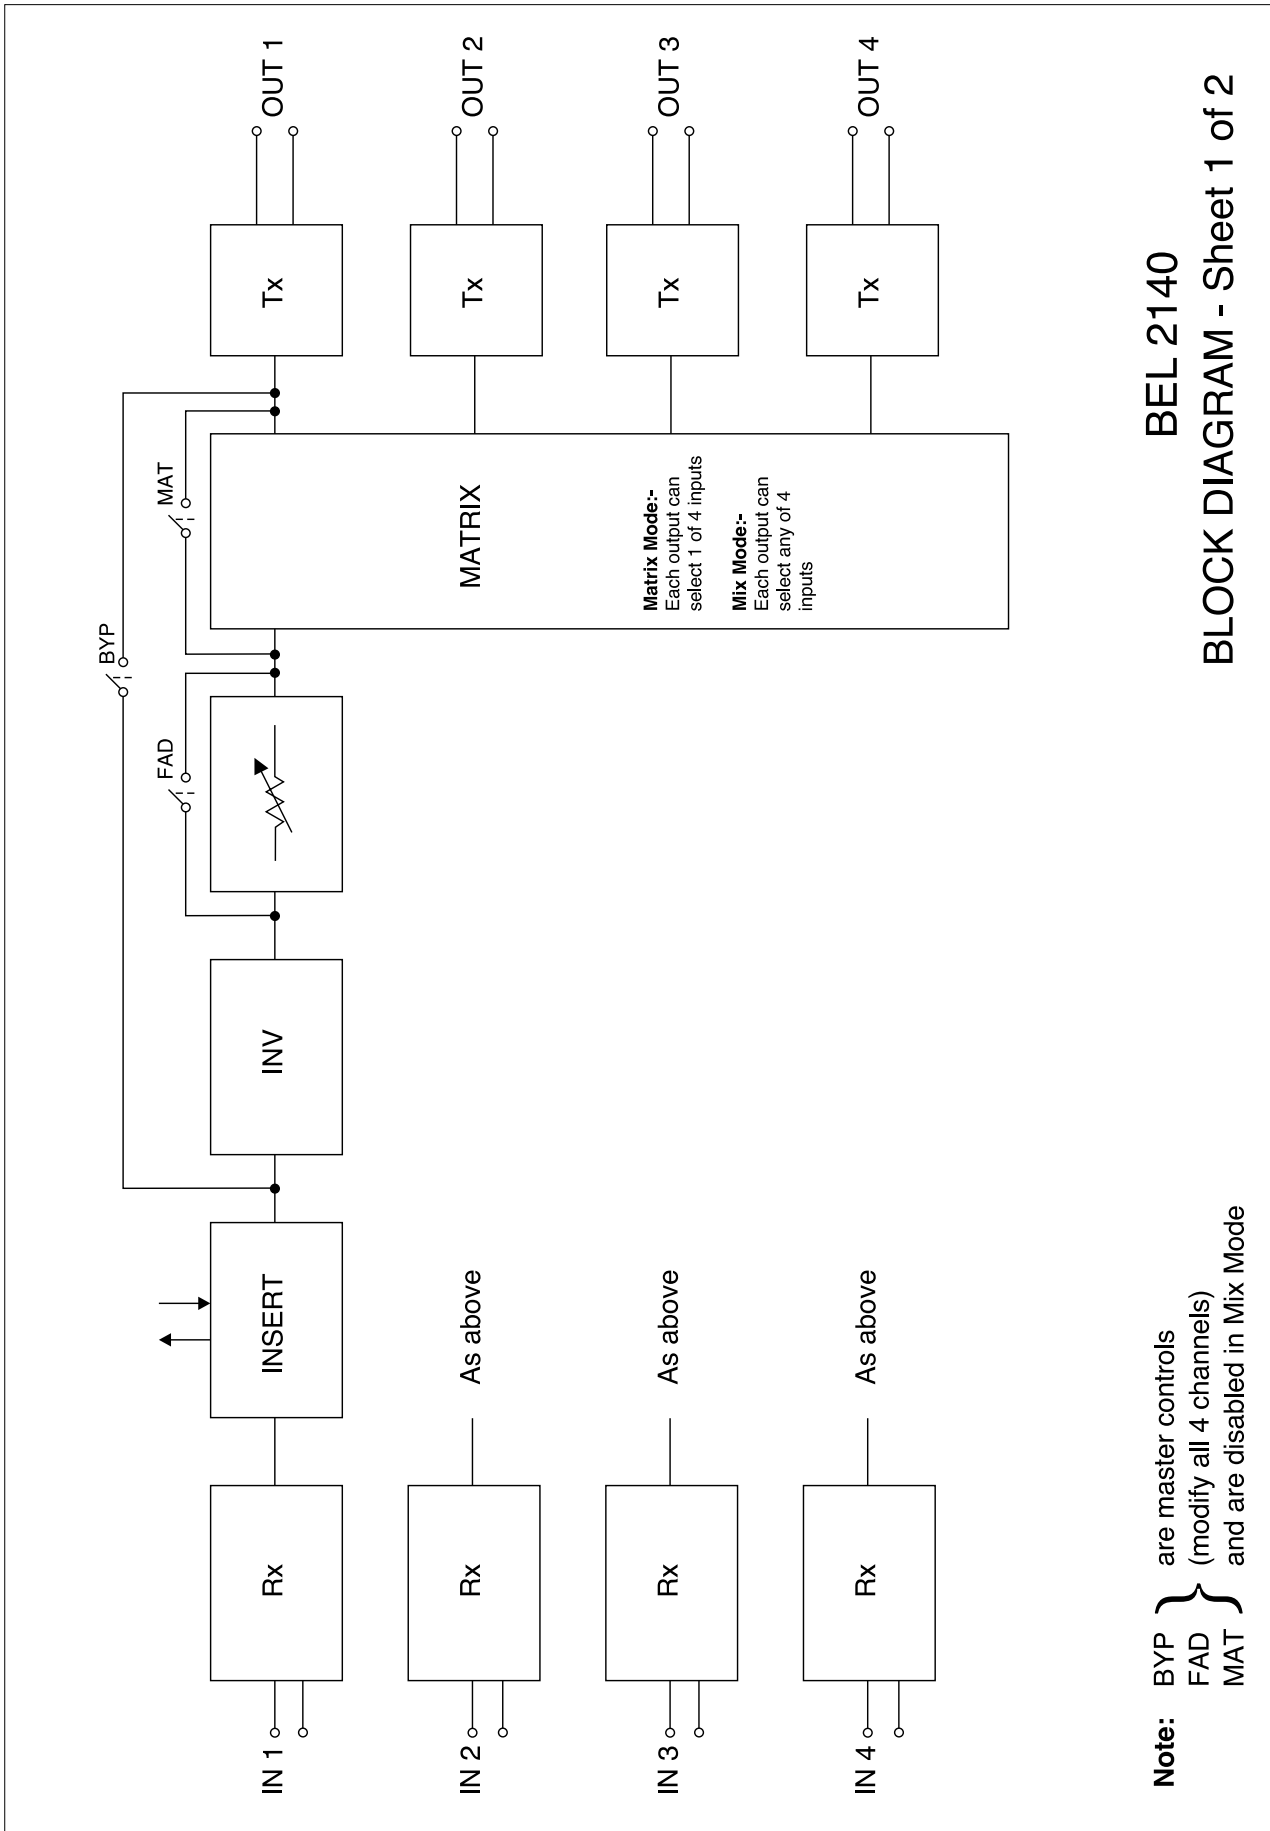 BYP
FAD
MAT
IN 1
Rx
INSERT
INV
Tx
OUT 1
MATRIX
IN 2
Rx
As above
Tx
OUT 2
IN 3
Rx
As above
Matrix Mode:-
Each output can
select 1 of 4 inputs
Tx
OUT 3
Mix Mode:-
Each output can
select any of 4
inputs
IN 4
Rx
As above
Tx
OUT 4
Note: BYP } are master controls
FAD (modify all 4 channels)
MAT and are disabled in Mix Mode
BEL 2140
BLOCK DIAGRAM - Sheet 1 of 2